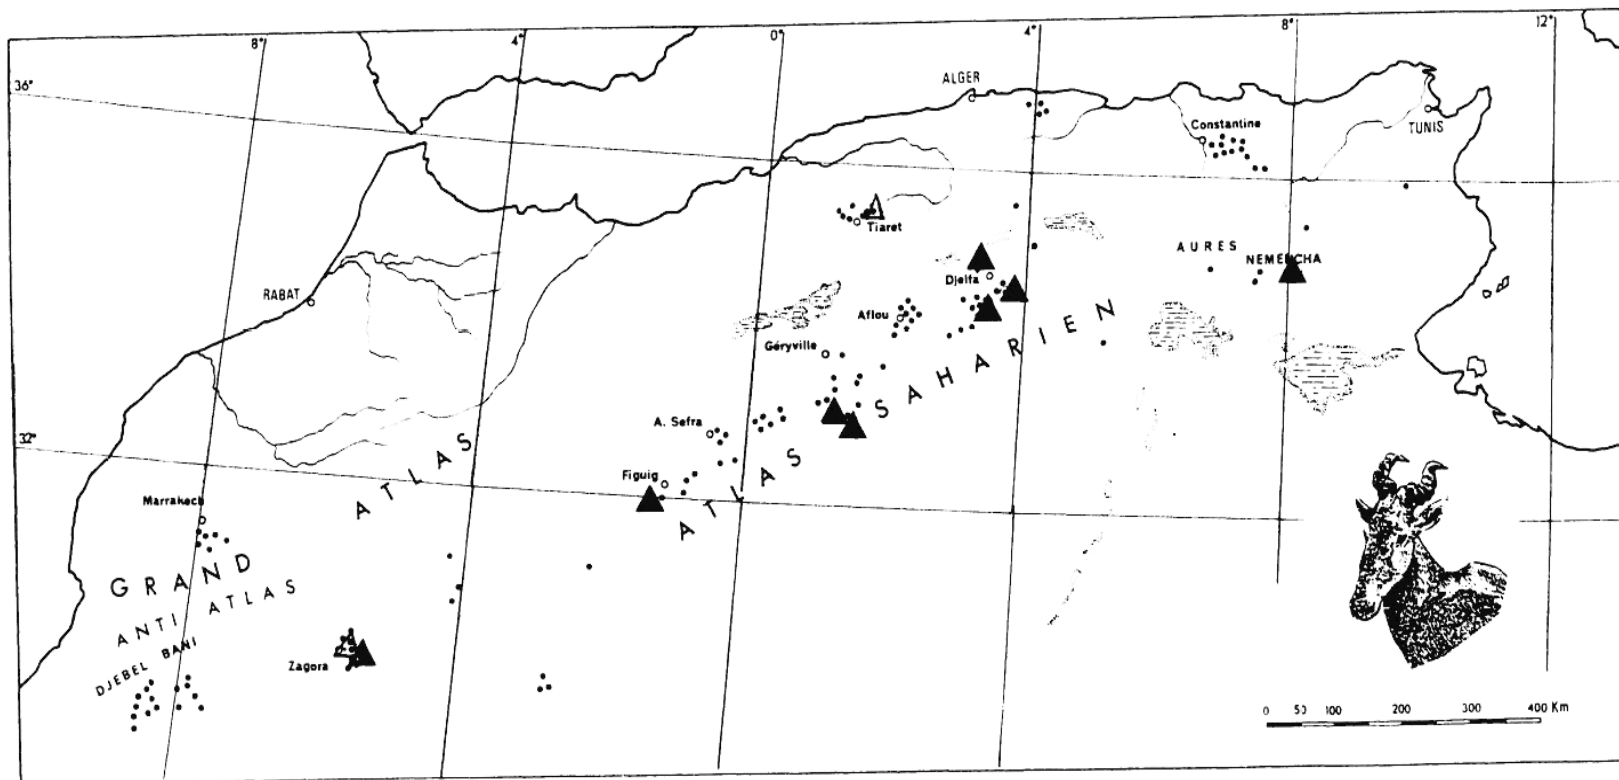 8° 4° 0° 4° 8° 12°
36°
ALGER
Constantine
TUNIS
Tiaret
AURES
NEMENCHA
Djelfa
RABAT
Aflou
Géryville
A. Sefra
32°
Figuig
ATLAS SAHARIEN
Marrakech
GRAND ATLAS
ANTI ATLAS
DJEBEL BANI
Zagora
0 50 100 200 300 400 Km